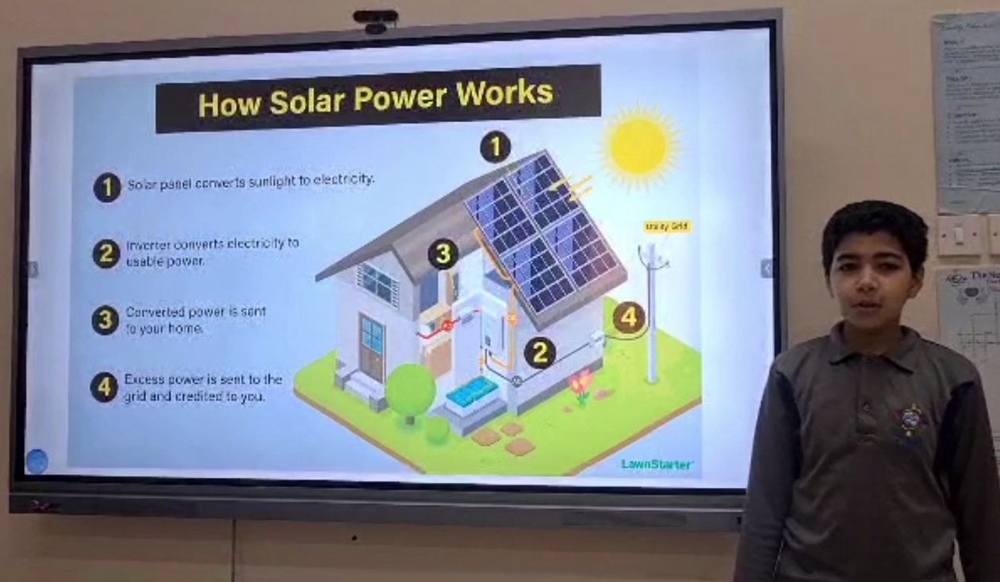 How Solar Power Works
1
1 Solar panel converts sunlight to electricity.
Utility Grid
2 Inverter converts electricity to
usable power.
3
3 Converted power is sent
to your home.
4
2
4 Excess power is sent to the
grid and credited to you.
LawnStarter